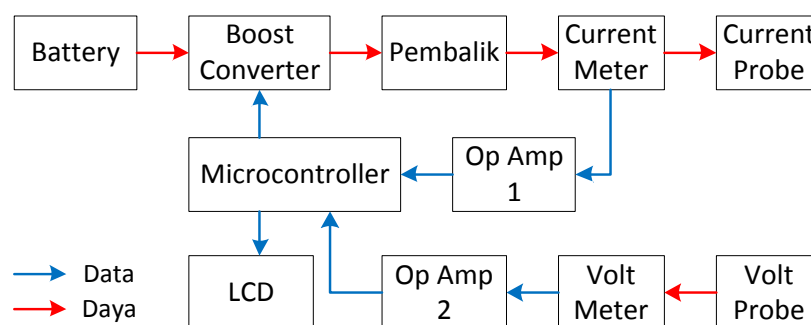 Battery
Boost
Converter
Pembalik
Current
Meter
Current
Probe
Microcontroller
Op Amp
1
LCD
Op Amp
2
Volt
Meter
Volt
Probe
Data
Daya